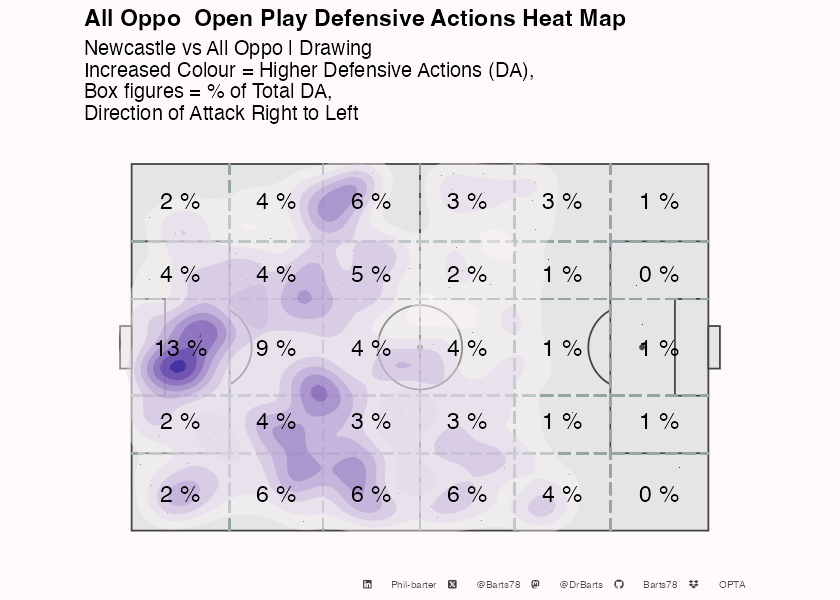 All Oppo  Open Play Defensive Actions Heat Map
Newcastle vs All Oppo | Drawing
Increased Colour = Higher Defensive Actions (DA),
Box figures = % of Total DA,
Direction of Attack Right to Left
2 % 4 % 6 % 3 % 3 % 1 %
4 % 4 % 5 % 2 % 1 % 0 %
13 % 9 % 4 % 4 % 1 % 1 %
2 % 4 % 3 % 3 % 1 % 1 %
2 % 6 % 6 % 6 % 4 % 0 %
Phil-barter @Barts78 @DrBarts Barts78 OPTA